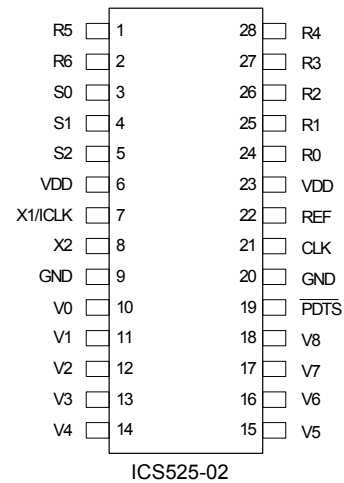 R5 1 28 R4
R6 2 27 R3
S0 3 26 R2
S1 4 25 R1
S2 5 24 R0
VDD 6 23 VDD
X1/ICLK 7 22 REF
X2 8 21 CLK
GND 9 20 GND
V0 10 19 PDTS
V1 11 18 V8
V2 12 17 V7
V3 13 16 V6
V4 14 15 V5
ICS525-02